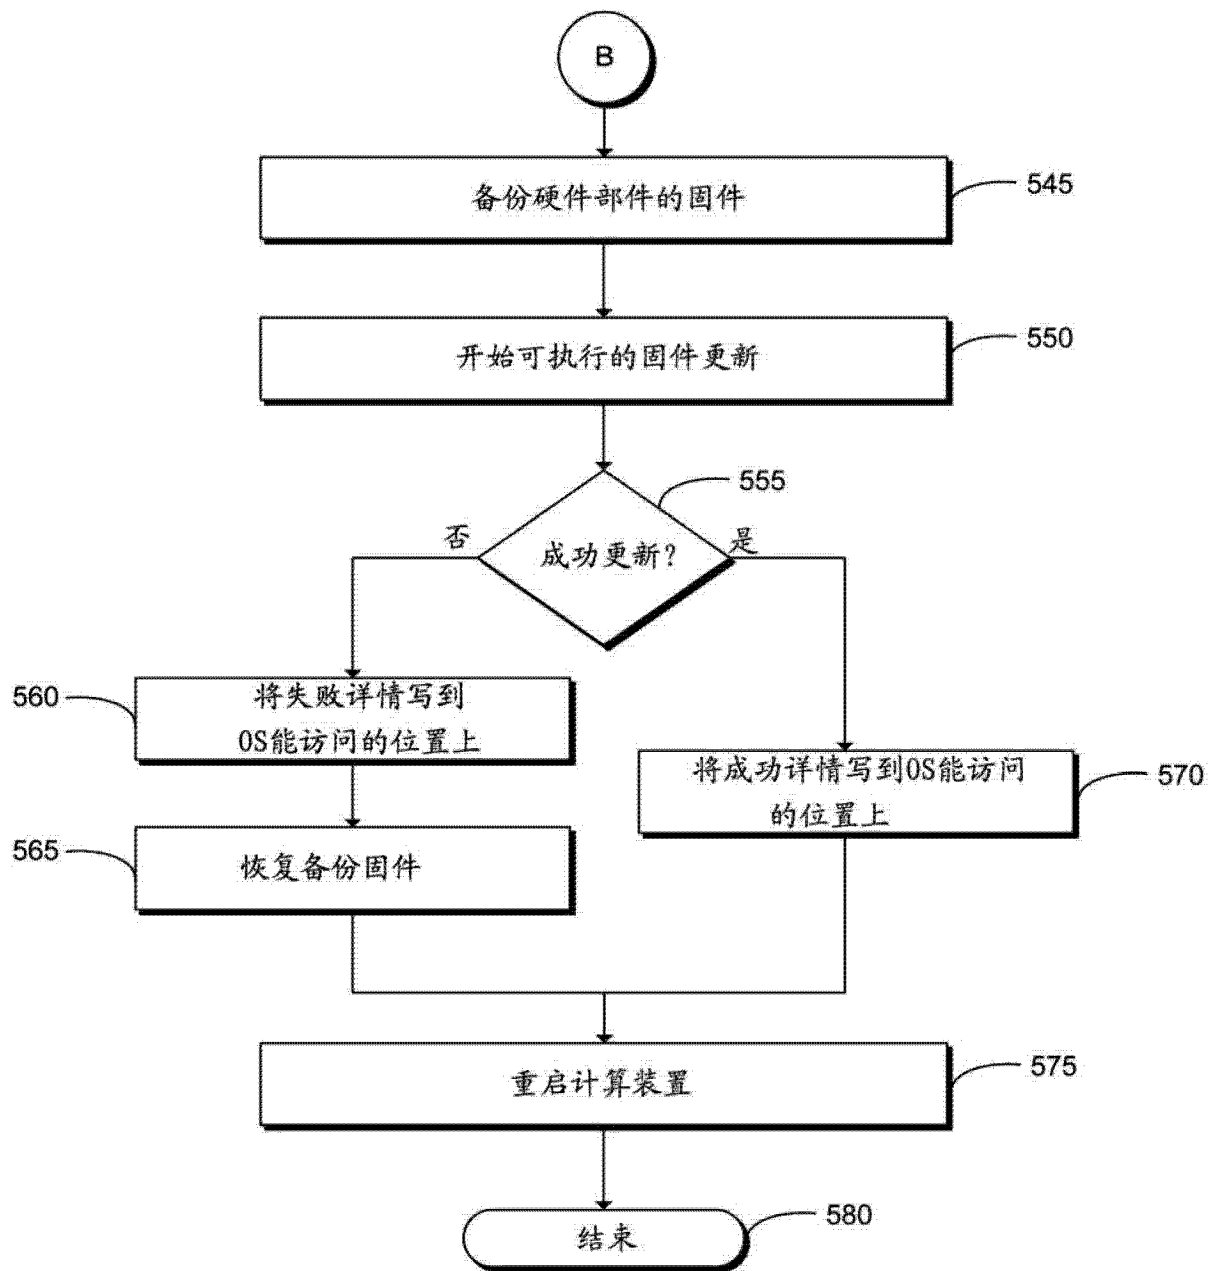 B
备份硬件部件的固件
545
开始可执行的固件更新
550
555
否
成功更新?
是
560
将失败详情写到
OS能访问的位置上
将成功详情写到OS能访问
的位置上
570
565
恢复备份固件
重启计算装置
575
结束
580